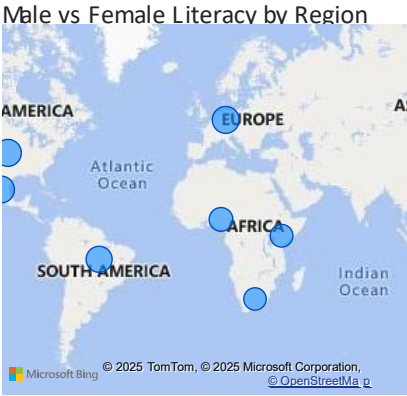 Male vs Female Literacy by Region
AMERICA
EUROPE
A
Atlantic
Ocean
AFRICA
SOUTH AMERICA
Indian
Ocean
Microsoft Bing
© 2025 TomTom, © 2025 Microsoft Corporation,
© OpenStreetMa p